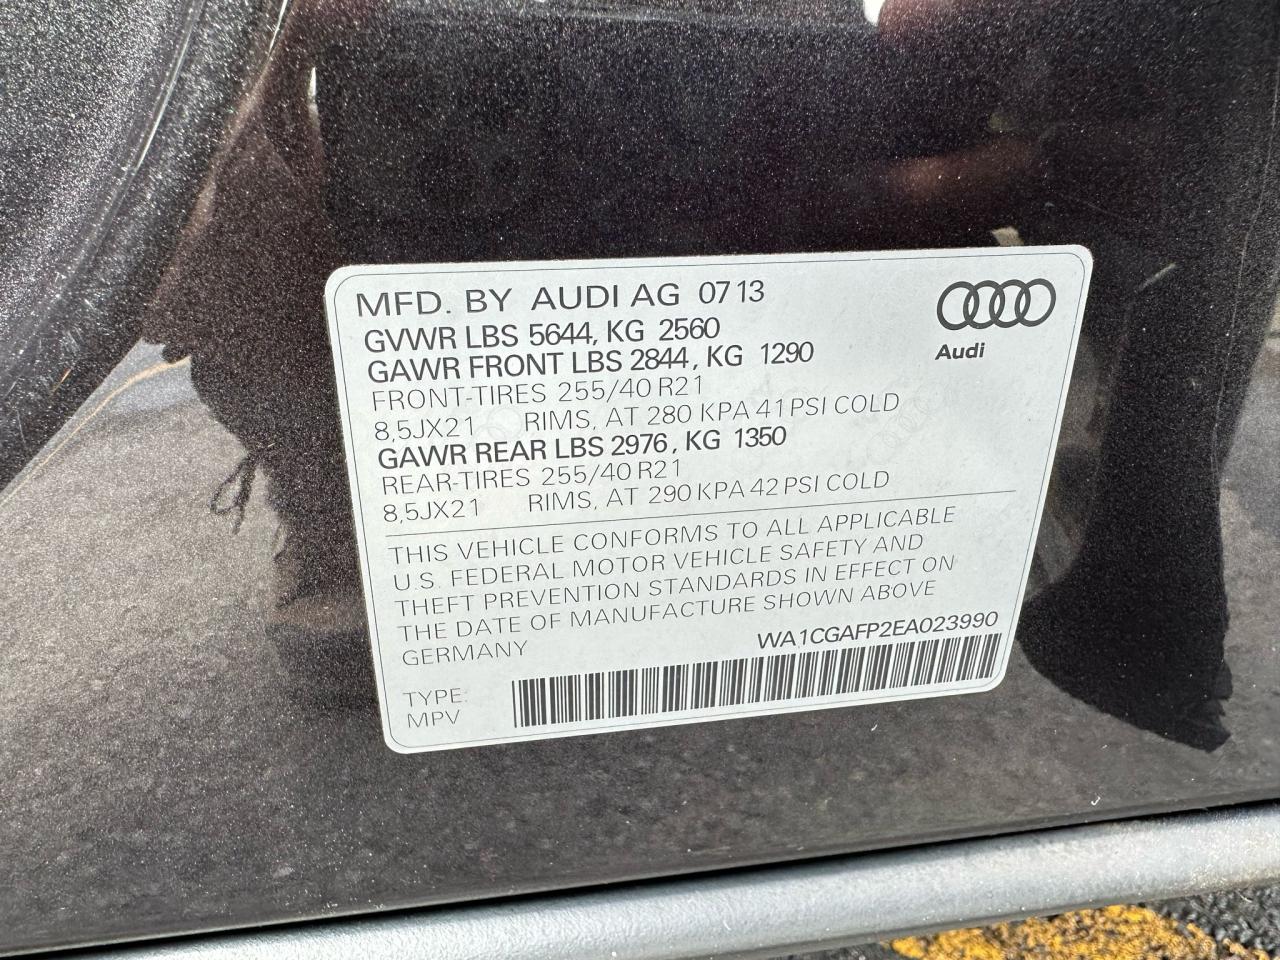 MFD. BY AUDI AG 07 13
GVWR LBS 5644, KG 2560
GAWR FRONT LBS 2844, KG 1290
FRONT-TIRES 255/40 R21
8,5JX21 RIMS, AT 280 KPA 41 PSI COLD
GAWR REAR LBS 2976, KG 1350
REAR-TIRES 255/40 R21
8,5JX21 RIMS, AT 290 KPA 42 PSI COLD
Audi
THIS VEHICLE CONFORMS TO ALL APPLICABLE
U.S. FEDERAL MOTOR VEHICLE SAFETY AND
THEFT PREVENTION STANDARDS IN EFFECT ON
THE DATE OF MANUFACTURE SHOWN ABOVE
GERMANY
WA1CGAFP2EA023990
TYPE:
MPV